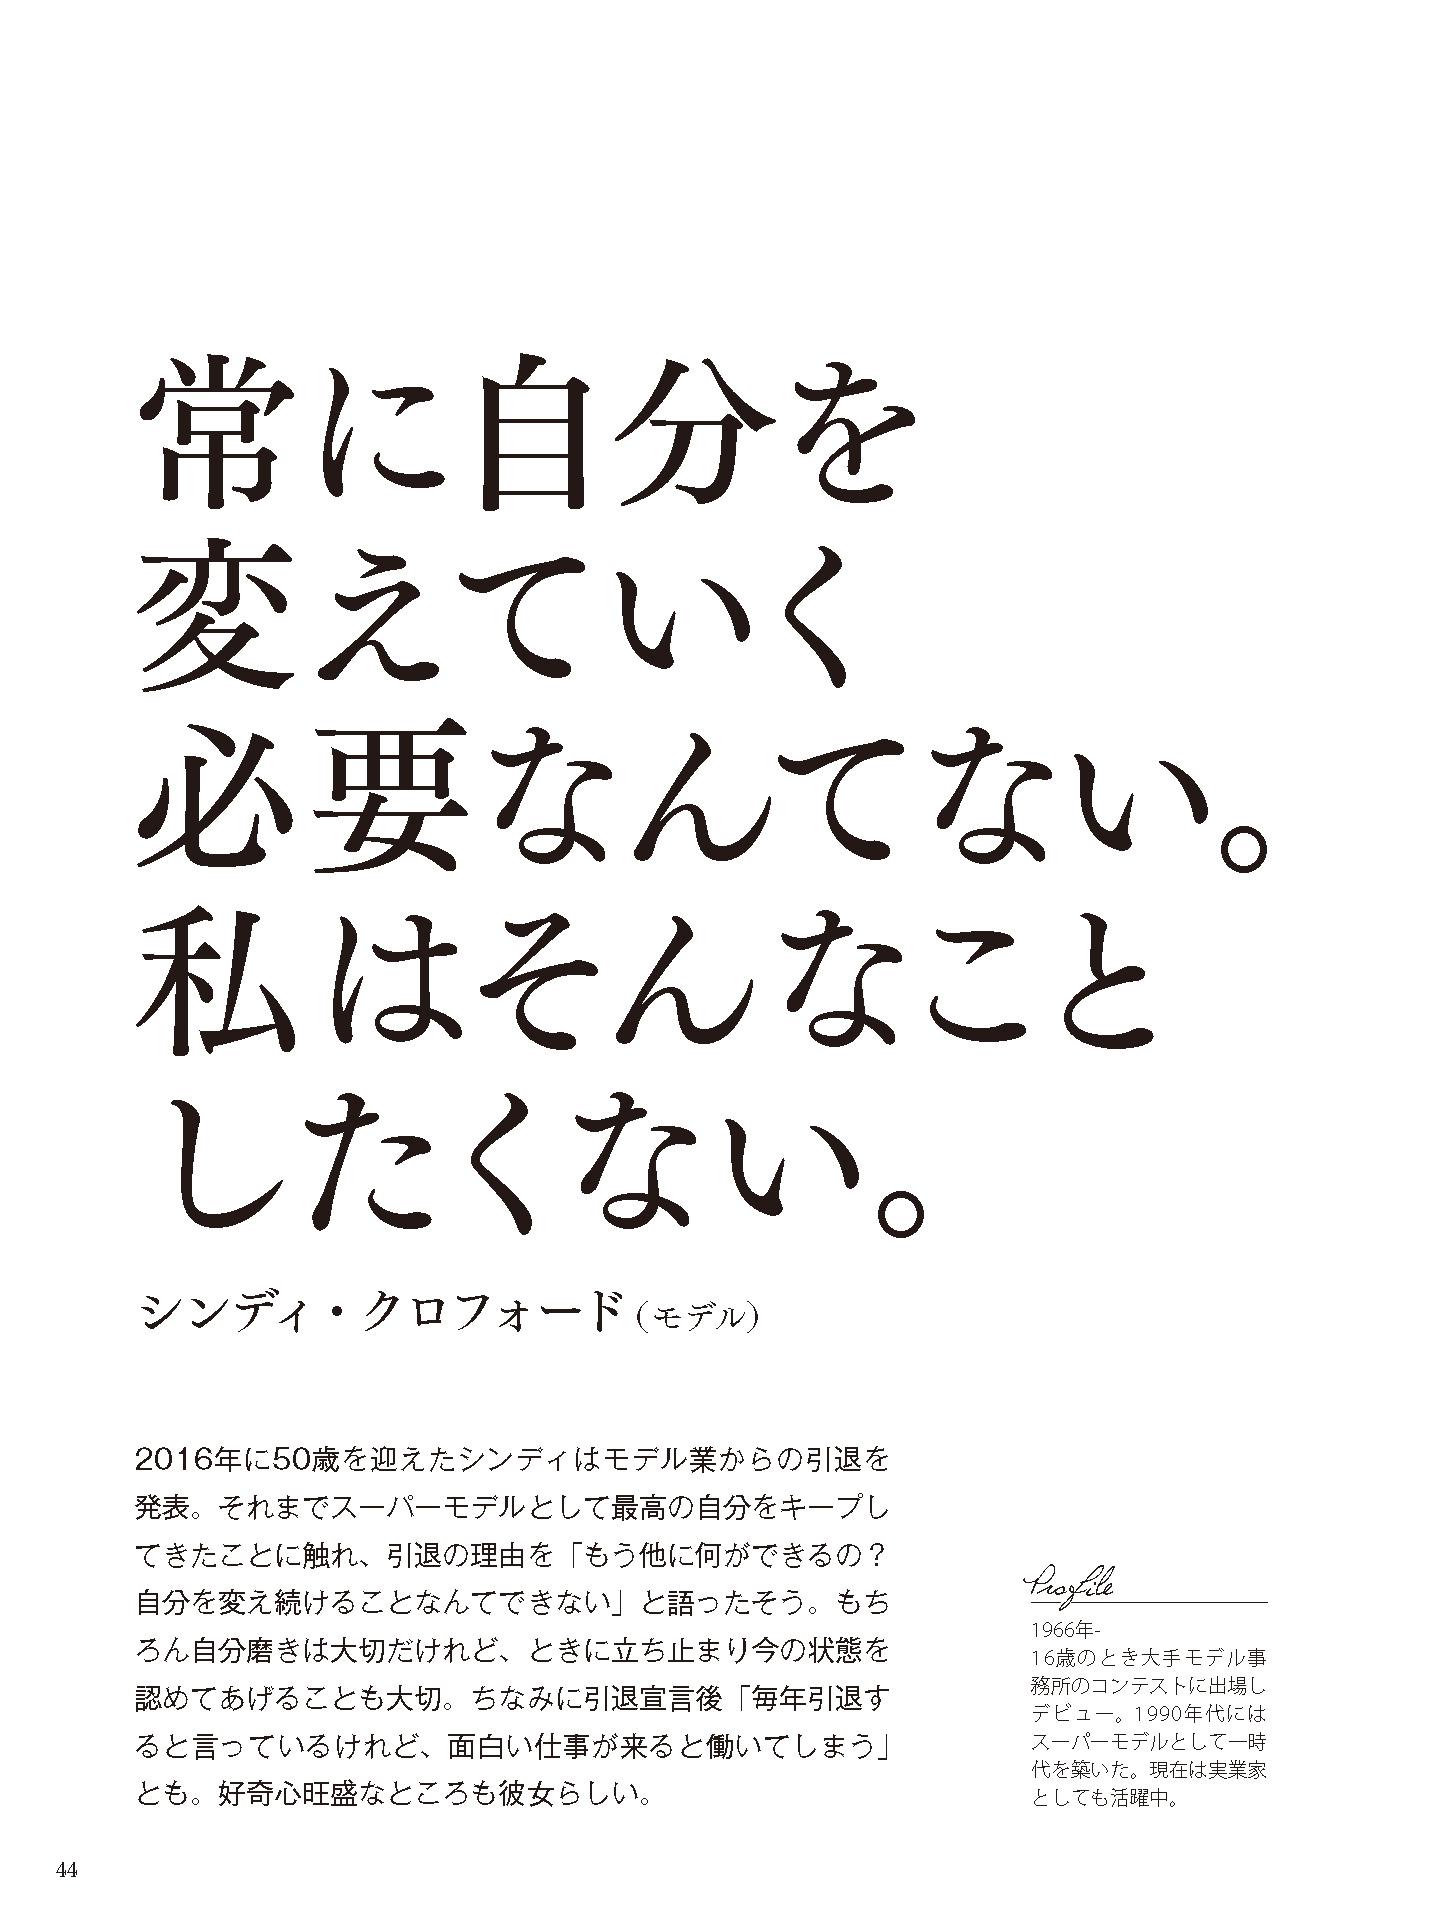 常に自分を
変えていく
必要なんてない。
私はそんなこと
したくない。
シンディ・クロフォード（モデル）
2016年に50歳を迎えたシンディはモデル業からの引退を
発表。それまでスーパーモデルとして最高の自分をキープし
てきたことに触れ、引退の理由を「もう他に何ができるの？
自分を変え続けることなんてできない」と語ったそう。もち
ろん自分磨きは大切だけれど、ときに立ち止まり今の状態を
認めてあげることも大切。ちなみに引退宣言後「毎年引退す
ると言っているけれど、面白い仕事が来ると働いてしまう」
とも。好奇心旺盛なところも彼女らしい。
Profile
1966年-
16歳のとき大手モデル事
務所のコンテストに出場し
デビュー。1990年代には
スーパーモデルとして一時
代を築いた。現在は実業家
としても活躍中。
44